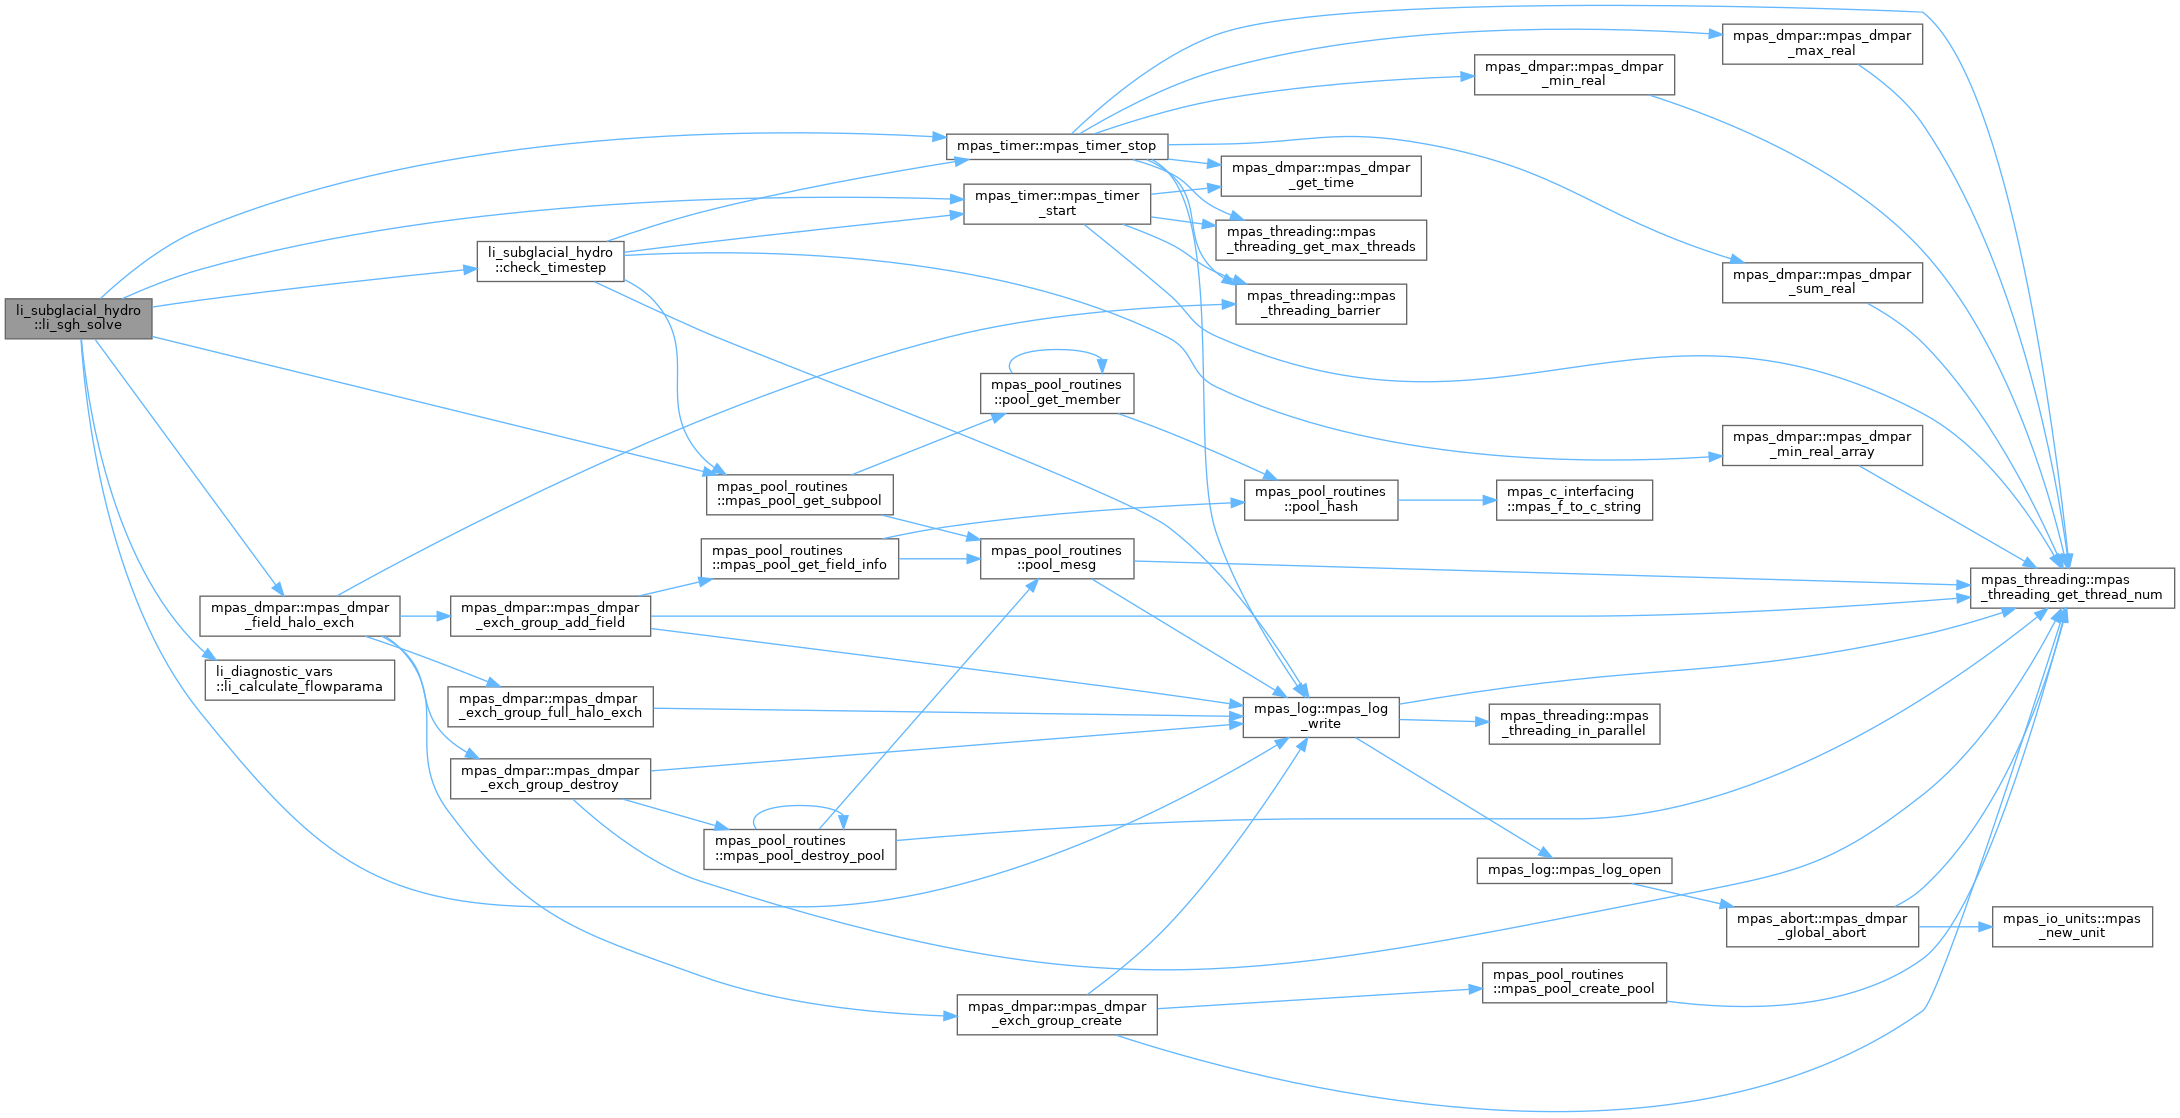 li_subglacial_hydro
::li_sgh_solve
mpas_timer::mpas_timer_stop
mpas_timer::mpas_timer
_start
li_subglacial_hydro
::check_timestep
mpas_dmpar::mpas_dmpar
_max_real
mpas_dmpar::mpas_dmpar
_min_real
mpas_dmpar::mpas_dmpar
_get_time
mpas_threading::mpas
_threading_get_max_threads
mpas_dmpar::mpas_dmpar
_sum_real
mpas_threading::mpas
_threading_barrier
mpas_pool_routines
::pool_get_member
mpas_dmpar::mpas_dmpar
_min_real_array
mpas_pool_routines
::mpas_pool_get_subpool
mpas_pool_routines
::pool_hash
mpas_c_interfacing
::mpas_f_to_c_string
mpas_pool_routines
::mpas_pool_get_field_info
mpas_pool_routines
::pool_mesg
mpas_threading::mpas
_threading_get_thread_num
mpas_dmpar::mpas_dmpar
_field_halo_exch
mpas_dmpar::mpas_dmpar
_exch_group_add_field
li_diagnostic_vars
::li_calculate_flowparama
mpas_dmpar::mpas_dmpar
_exch_group_full_halo_exch
mpas_log::mpas_log
_write
mpas_threading::mpas
_threading_in_parallel
mpas_dmpar::mpas_dmpar
_exch_group_destroy
mpas_pool_routines
::mpas_pool_destroy_pool
mpas_log::mpas_log_open
mpas_abort::mpas_dmpar
_global_abort
mpas_io_units::mpas
_new_unit
mpas_pool_routines
::mpas_pool_create_pool
mpas_dmpar::mpas_dmpar
_exch_group_create